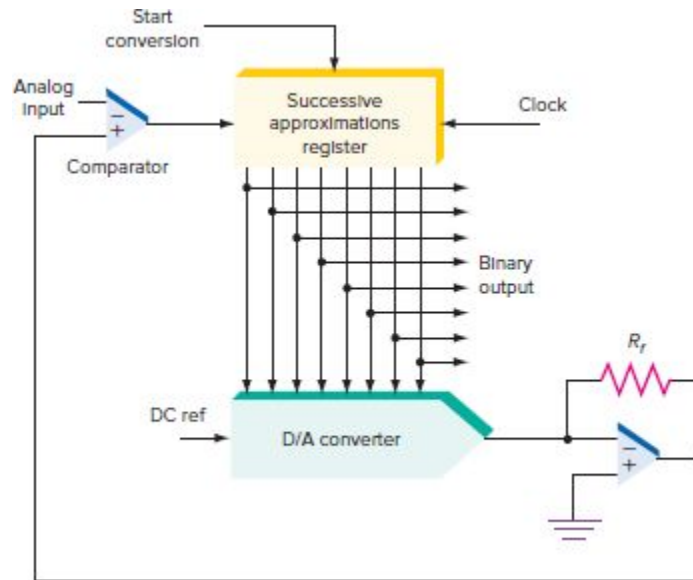 Start
conversion
Analog
Input
−
+
Comparator
Successive
approximations
register
Clock
Binary
output
DC ref
D/A converter
Rf
−
+